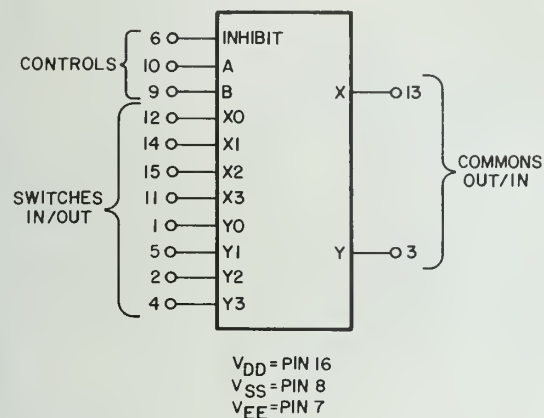 6 INHIBIT
CONTROLS
10 A
9 B
X 13
12 X0
14 X1
15 X2
11 X3
SWITCHES
IN/OUT
COMMONS
OUT/IN
1 Y0
5 Y1
Y 3
2 Y2
4 Y3
VDD = PIN 16
VSS = PIN 8
VEE = PIN 7